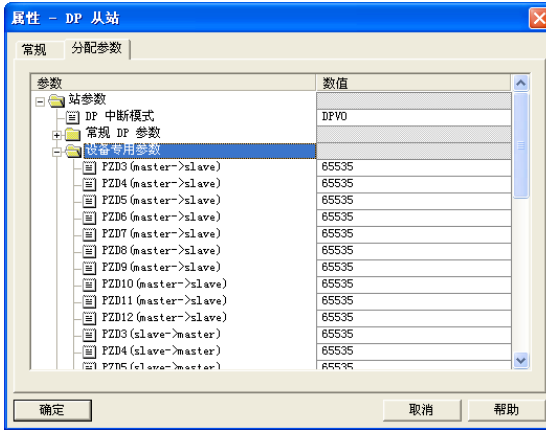 属性 - DP 从站
常规 分配参数
参数 数值
站参数
DP 中断模式 DPV0
常规 DP 参数
设备专用参数
PZD3(master->slave) 65535
PZD4(master->slave) 65535
PZD5(master->slave) 65535
PZD6(master->slave) 65535
PZD7(master->slave) 65535
PZD8(master->slave) 65535
PZD9(master->slave) 65535
PZD10(master->slave) 65535
PZD11(master->slave) 65535
PZD12(master->slave) 65535
PZD3(slave->master) 65535
PZD4(slave->master) 65535
PZD5(slave->master) 65535
确定 取消 帮助